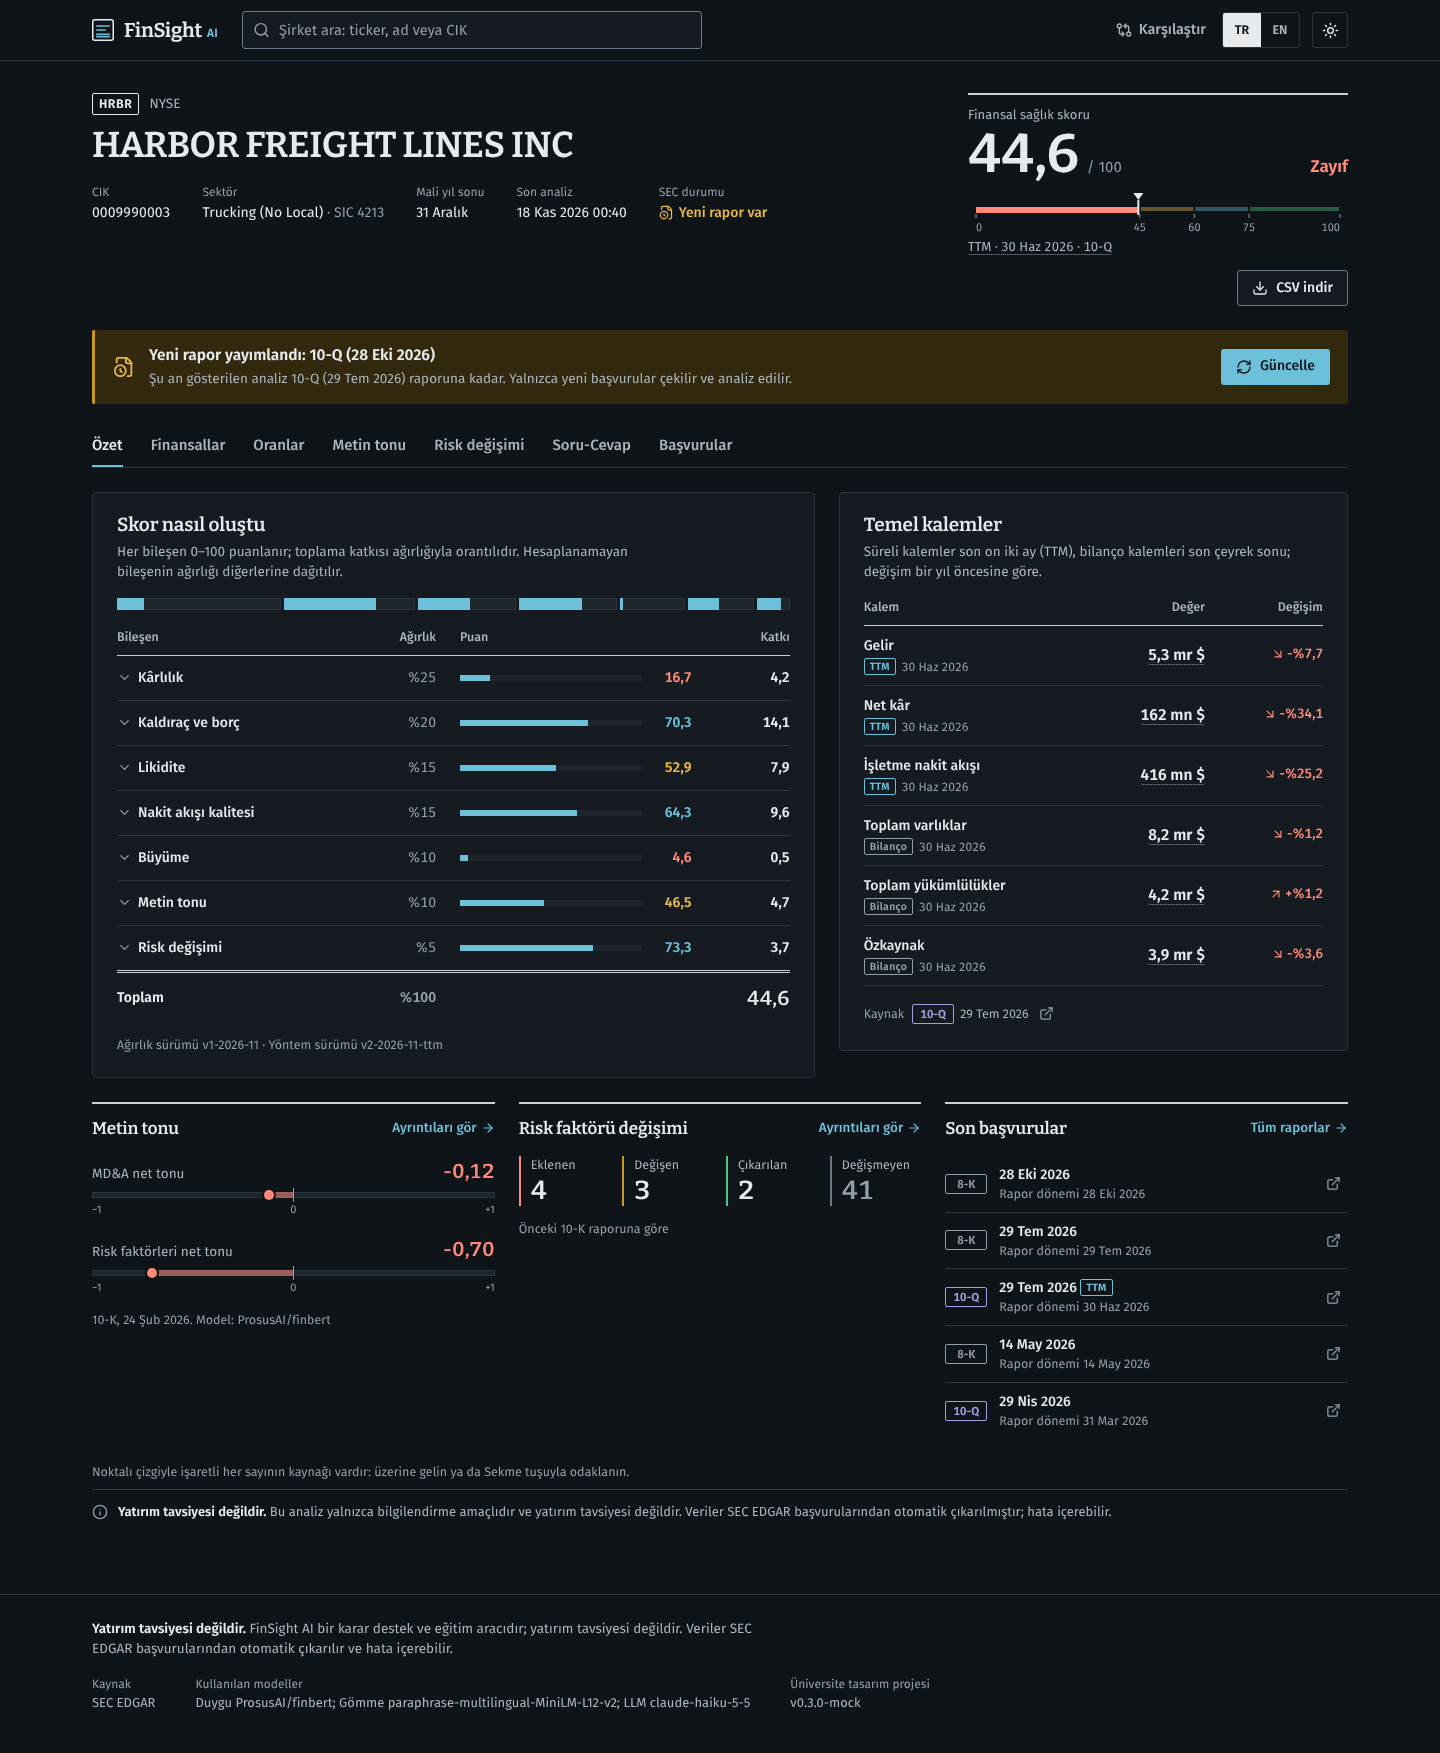 FinSight AI
Şirket ara: ticker, ad veya CIK
Karşılaştır
TR EN
HRBR NYSE
HARBOR FREIGHT LINES INC
CIK
0009990003
Sektör
Trucking (No Local) · SIC 4213
Mali yıl sonu
31 Aralık
Son analiz
18 Kas 2026 00:40
SEC durumu
Yeni rapor var
Finansal sağlık skoru
44,6 / 100
Zayıf
0 45 60 75 100
TTM · 30 Haz 2026 · 10-Q
CSV indir
Yeni rapor yayımlandı: 10-Q (28 Eki 2026)
Şu an gösterilen analiz 10-Q (29 Tem 2026) raporuna kadar. Yalnızca yeni başvurular çekilir ve analiz edilir.
Güncelle
Özet Finansallar Oranlar Metin tonu Risk değişimi Soru-Cevap Başvurular
Skor nasıl oluştu
Her bileşen 0–100 puanlanır; toplama katkısı ağırlığıyla orantılıdır. Hesaplanamayan
bileşenin ağırlığı diğerlerine dağıtılır.
Bileşen Ağırlık Puan Katkı
Kârlılık %25 16,7 4,2
Kaldıraç ve borç %20 70,3 14,1
Likidite %15 52,9 7,9
Nakit akışı kalitesi %15 64,3 9,6
Büyüme %10 4,6 0,5
Metin tonu %10 46,5 4,7
Risk değişimi %5 73,3 3,7
Toplam %100 44,6
Ağırlık sürümü v1-2026-11 · Yöntem sürümü v2-2026-11-ttm
Temel kalemler
Süreli kalemler son on iki ay (TTM), bilanço kalemleri son çeyrek sonu;
değişim bir yıl öncesine göre.
Kalem Değer Değişim
Gelir
TTM 30 Haz 2026
5,3 mr $ -%7,7
Net kâr
TTM 30 Haz 2026
162 mn $ -%34,1
İşletme nakit akışı
TTM 30 Haz 2026
416 mn $ -%25,2
Toplam varlıklar
Bilanço 30 Haz 2026
8,2 mr $ -%1,2
Toplam yükümlülükler
Bilanço 30 Haz 2026
4,2 mr $ +%1,2
Özkaynak
Bilanço 30 Haz 2026
3,9 mr $ -%3,6
Kaynak 10-Q 29 Tem 2026
Metin tonu
Ayrıntıları gör
MD&A net tonu -0,12
−1 0 +1
Risk faktörleri net tonu -0,70
−1 0 +1
10-K, 24 Şub 2026. Model: ProsusAI/finbert
Risk faktörü değişimi
Ayrıntıları gör
Eklenen
4
Değişen
3
Çıkarılan
2
Değişmeyen
41
Önceki 10-K raporuna göre
Son başvurular
Tüm raporlar
8-K 28 Eki 2026
Rapor dönemi 28 Eki 2026
8-K 29 Tem 2026
Rapor dönemi 29 Tem 2026
10-Q 29 Tem 2026 TTM
Rapor dönemi 30 Haz 2026
8-K 14 May 2026
Rapor dönemi 14 May 2026
10-Q 29 Nis 2026
Rapor dönemi 31 Mar 2026
Noktalı çizgiyle işaretli her sayının kaynağı vardır: üzerine gelin ya da Sekme tuşuyla odaklanın.
Yatırım tavsiyesi değildir. Bu analiz yalnızca bilgilendirme amaçlıdır ve yatırım tavsiyesi değildir. Veriler SEC EDGAR başvurularından otomatik çıkarılmıştır; hata içerebilir.
Yatırım tavsiyesi değildir. FinSight AI bir karar destek ve eğitim aracıdır; yatırım tavsiyesi değildir. Veriler SEC
EDGAR başvurularından otomatik çıkarılır ve hata içerebilir.
Kaynak
SEC EDGAR
Kullanılan modeller
Duygu ProsusAI/finbert; Gömme paraphrase-multilingual-MiniLM-L12-v2; LLM claude-haiku-5-5
Üniversite tasarım projesi
v0.3.0-mock